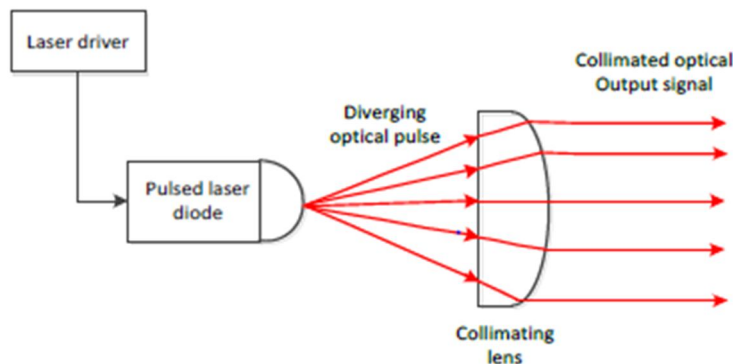 Laser driver
Pulsed laser
diode
Diverging
optical pulse
Collimated optical
Output signal
Collimating
lens